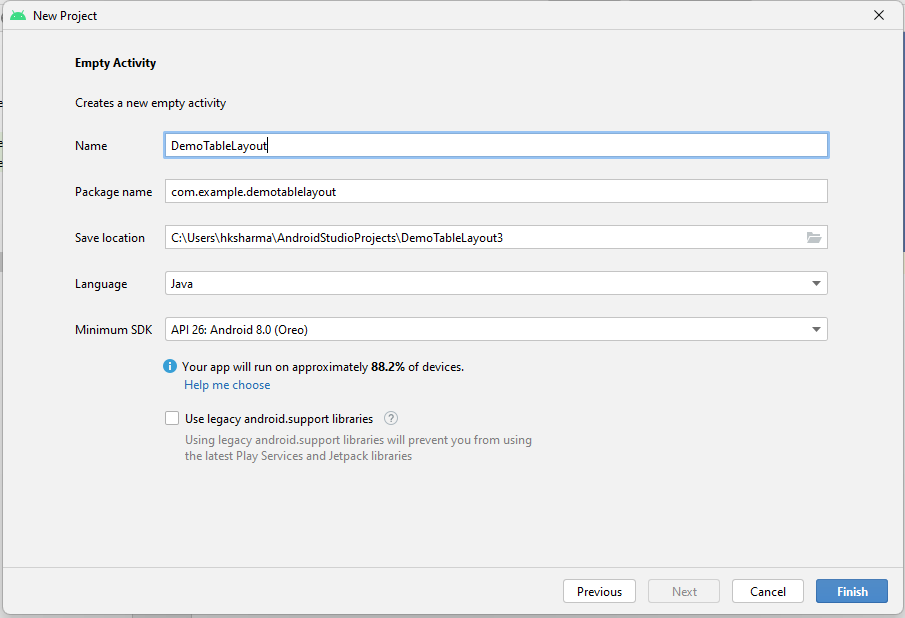 New Project
Empty Activity
Creates a new empty activity
Name DemoTableLayout
Package name com.example.demotablelayout
Save location C:\Users\hksharma\AndroidStudioProjects\DemoTableLayout3
Language Java
Minimum SDK API 26: Android 8.0 (Oreo)
Your app will run on approximately 88.2% of devices.
Help me choose
Use legacy android.support libraries ?
Using legacy android.support libraries will prevent you from using
the latest Play Services and Jetpack libraries
Previous Next Cancel Finish